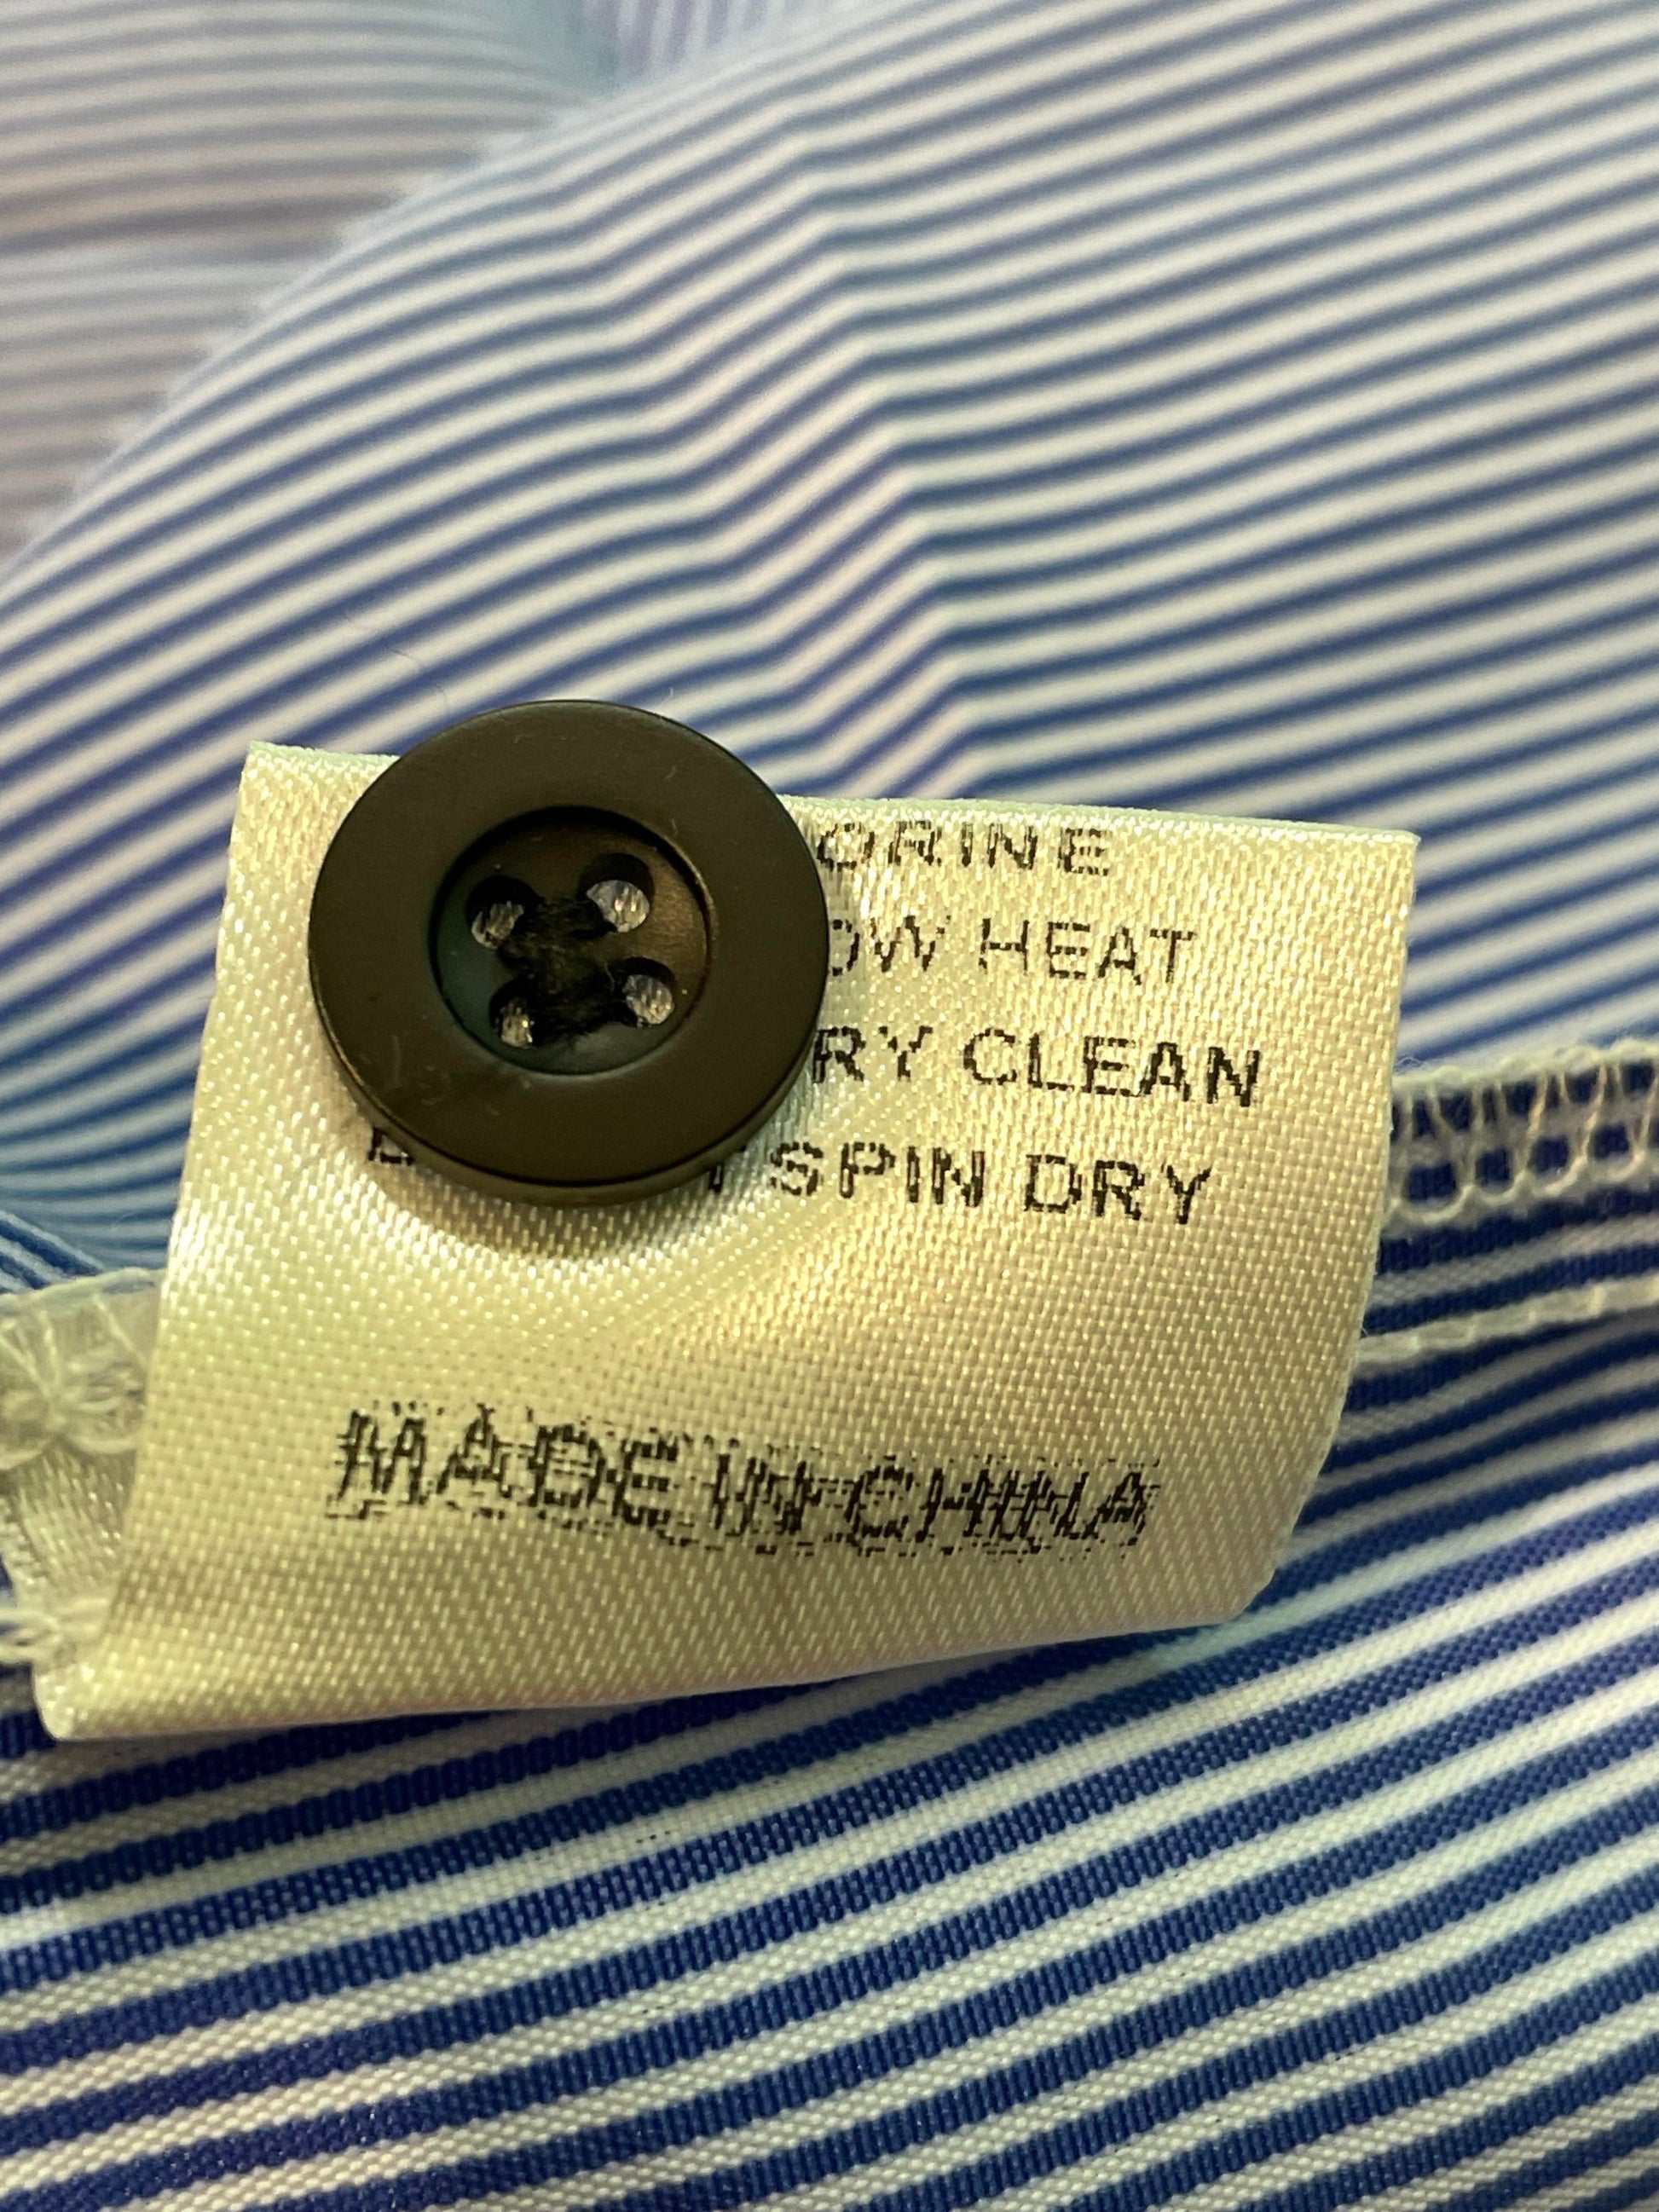 ORINE
OW HEAT
RY CLEAN
SPIN DRY
MADE IN CHINA